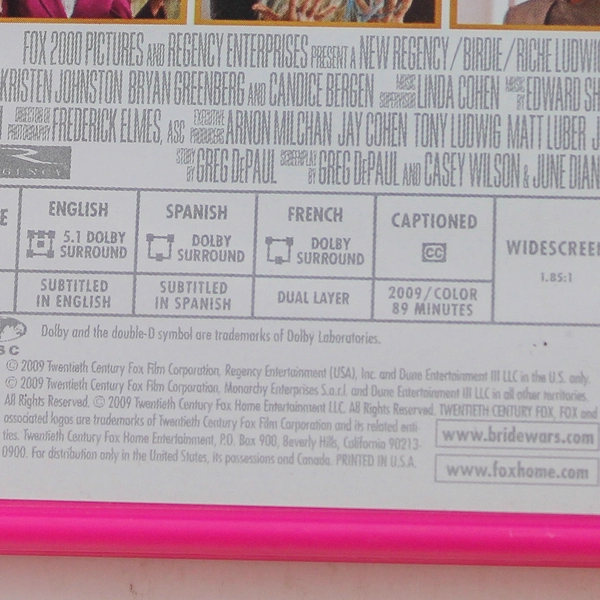 FOX 2000 PICTURES AND REGENCY ENTERPRISES PRESENT A NEW REGENCY / BIRDIE / RICHE LUDWI
KRISTEN JOHNSTON BRYAN GREENBERG AND CANDICE BERGEN MUSIC SUPERVISOR LINDA COHEN MUSIC BY EDWARD SH
DIRECTOR OF PHOTOGRAPHY FREDERICK ELMES, ASC EXECUTIVE PRODUCERS ARNON MILCHAN JAY COHEN TONY LUDWIG MATT LUBER J
STORY BY GREG DePAUL SCREENPLAY BY GREG DePAUL AND CASEY WILSON & JUNE DIAN
GENCY
E
ENGLISH
5.1 DOLBY
SURROUND
SPANISH
DOLBY
SURROUND
FRENCH
DOLBY
SURROUND
CAPTIONED
CC
WIDESCREE
1.85:1
SUBTITLED
IN ENGLISH
SUBTITLED
IN SPANISH
DUAL LAYER
2009/COLOR
89 MINUTES
SC
Dolby and the double-D symbol are trademarks of Dolby Laboratories.
© 2009 Twentieth Century Fox Film Corporation, Regency Entertainment (USA), Inc. and Dune Entertainment III LLC in the U.S. only.
© 2009 Twentieth Century Fox Film Corporation, Monarchy Enterprises S.a.r.l. and Dune Entertainment III LLC in all other territories.
All Rights Reserved. © 2009 Twentieth Century Fox Home Entertainment LLC. All Rights Reserved. TWENTIETH CENTURY FOX, FOX and
associated logos are trademarks of Twentieth Century Fox Film Corporation and its related enti-
ties. Twentieth Century Fox Home Entertainment, P.O. Box 900, Beverly Hills, California 90213-
0900. For distribution only in the United States, its possessions and Canada. PRINTED IN U.S.A.
www.bridewars.com
www.foxhome.com